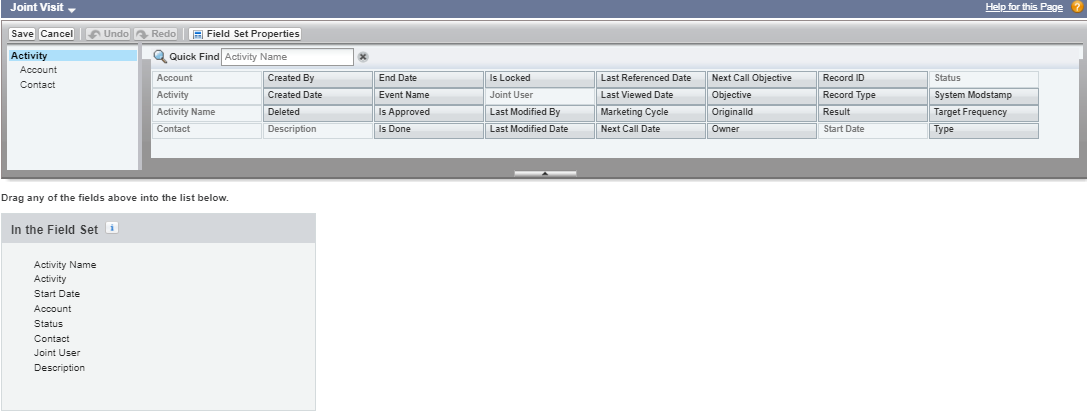 Joint Visit Help for this Page ?
Save Cancel Undo Redo Field Set Properties
Activity
Account
Contact
Quick Find Activity Name
Account Created By End Date Is Locked Last Referenced Date Next Call Objective Record ID Status
Activity Created Date Event Name Joint User Last Viewed Date Objective Record Type System Modstamp
Activity Name Deleted Is Approved Last Modified By Marketing Cycle OriginalId Result Target Frequency
Contact Description Is Done Last Modified Date Next Call Date Owner Start Date Type
Drag any of the fields above into the list below.
In the Field Set i
Activity Name
Activity
Start Date
Account
Status
Contact
Joint User
Description